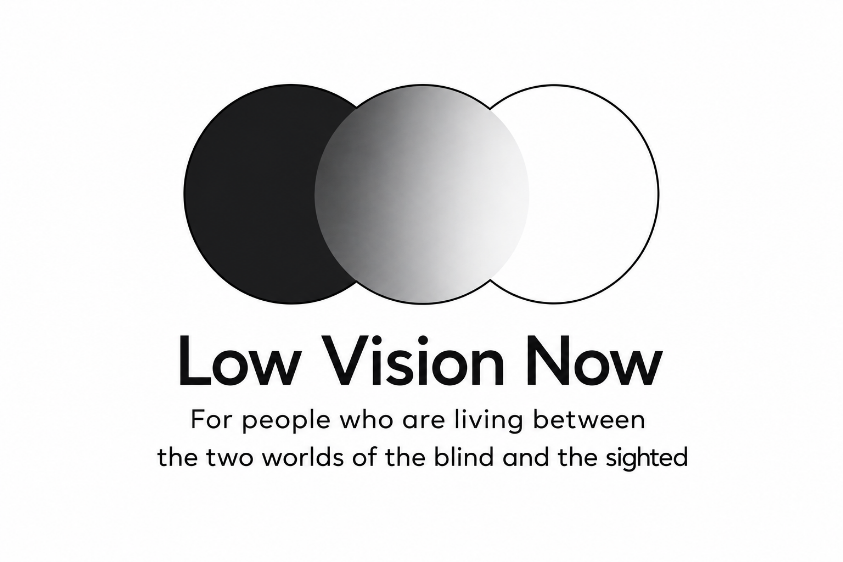 Low Vision Now
For people who are living between
the two worlds of the blind and the sighted